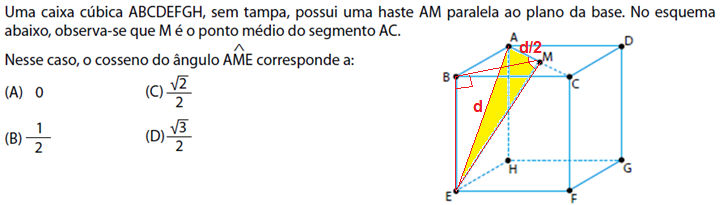 Uma caixa cúbica ABCDEFGH, sem tampa, possui uma haste AM paralela ao plano da base. No esquema
abaixo, observa-se que M é o ponto médio do segmento AC.
Nesse caso, o cosseno do ângulo AM̂E corresponde a:
(A) 0
(C) √2/2
(B) 1/2
(D) √3/2
A
d/2
D
M
B
C
d
H
G
E
F